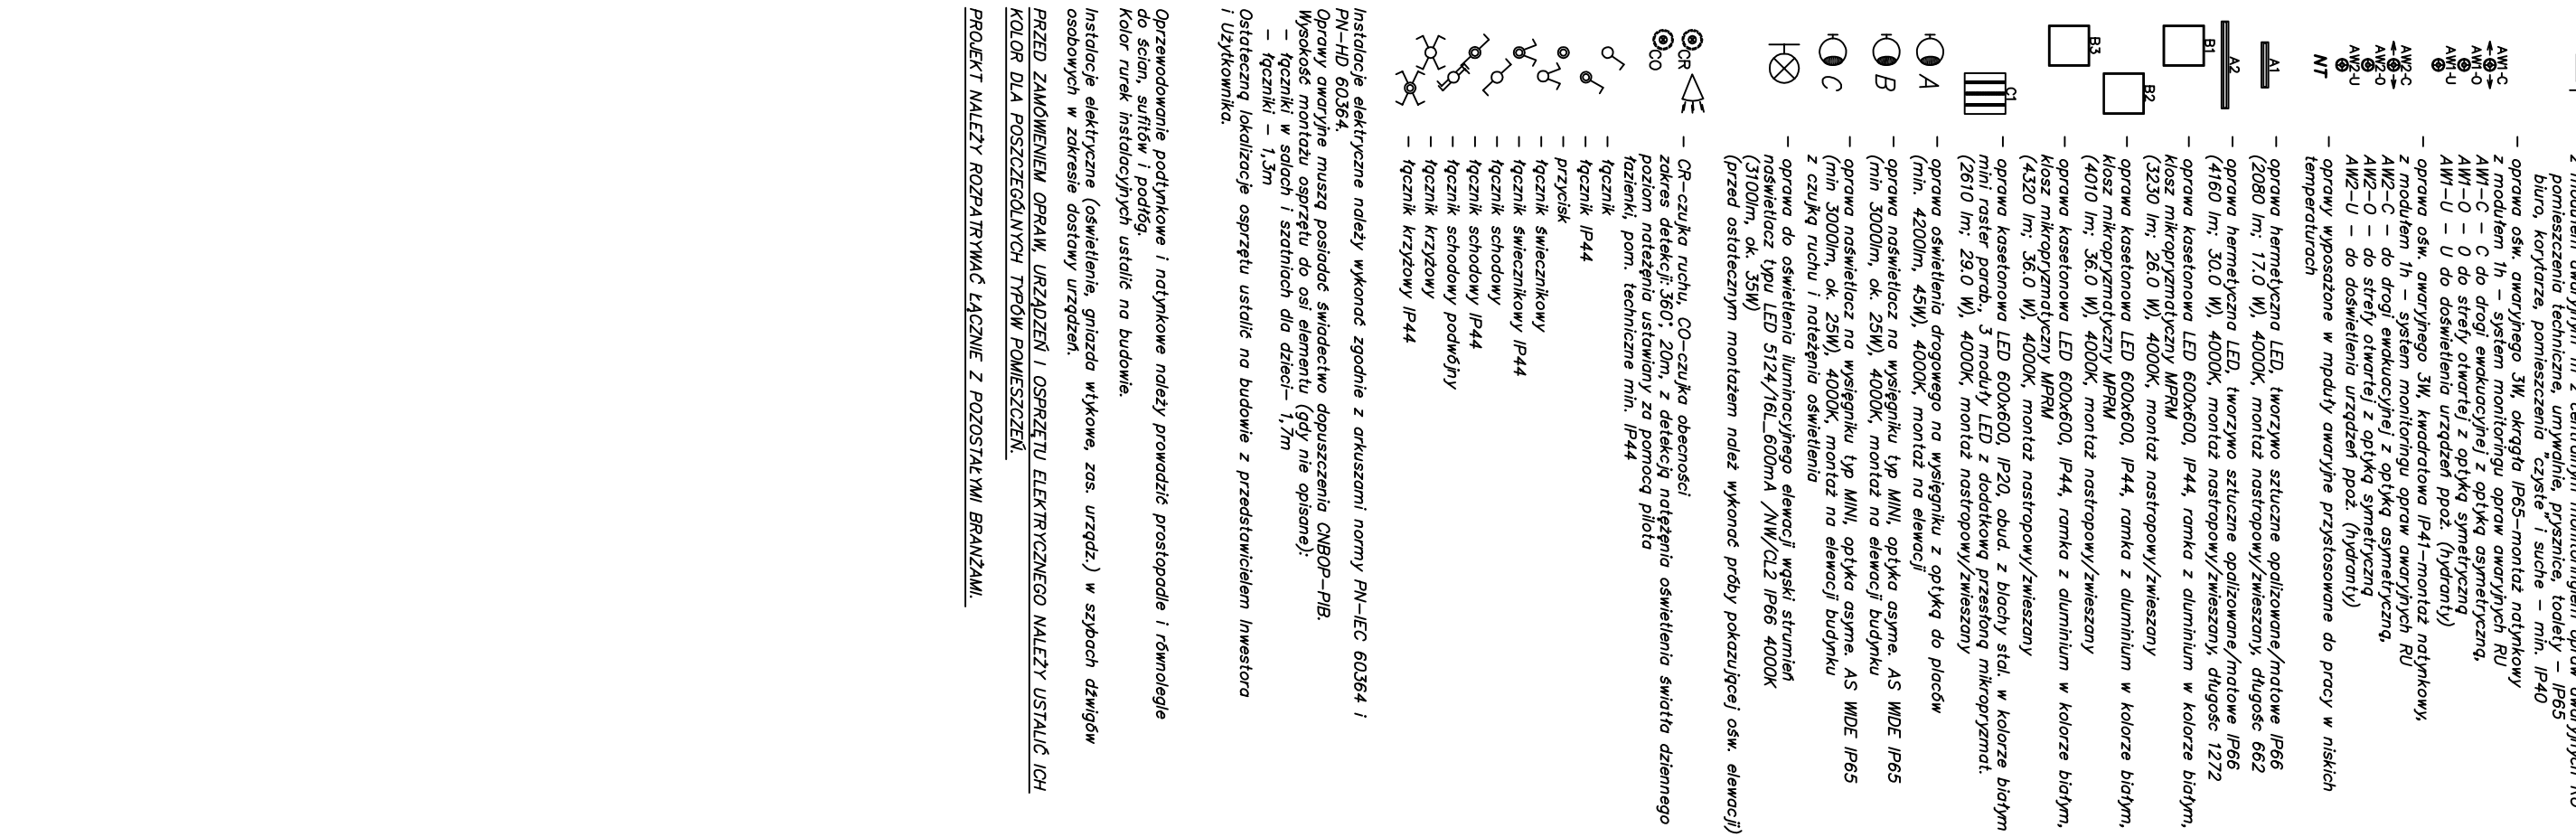 pomieszczenia techniczne, umywalnie, prysznice, toalety – IP65
biuro, korytarze, pomieszczenia "czyste" i suche – min. IP40
AW1-C
AW1-O
AW1-U
– oprawa ośw. awaryjnego 3W, okrągła IP65–montaż natynkowy
z modułem 1h – system monitoringu opraw awaryjnych RU
AW1–C – C do drogi ewakuacyjnej z optyką asymetryczną,
AW1–O – O do strefy otwartej z optyką symetryczną
AW1–U – U do doświetlenia urządzeń ppoż. (hydranty)
AW2-C
AW2-O
AW2-U
– oprawa ośw. awaryjnego 3W, kwadratowa IP41–montaż natynkowy,
z modułem 1h – system monitoringu opraw awaryjnych RU
AW2–C – do drogi ewakuacyjnej z optyką asymetryczną,
AW2–O – do strefy otwartej z optyką symetryczną
AW2–U – do doświetlenia urządzeń ppoż. (hydranty)
NT
– oprawy wyposażone w mpduły awaryjne przystosowane do pracy w niskich
temperaturach
A1
– oprawa hermetyczna LED, tworzywo sztuczne opalizowane/matowe IP66
(2080 lm; 17.0 W), 4000K, montaż nastropowy/zwieszany, długośc 662
A2
– oprawa hermetyczna LED, tworzywo sztuczne opalizowane/matowe IP66
(4160 lm; 30.0 W), 4000K, montaż nastropowy/zwieszany, długośc 1272
B1
– oprawa kasetonowa LED 600x600, IP44, ramka z aluminium w kolorze białym,
klosz mikropryzmatyczny MPRM
(3230 lm; 26.0 W), 4000K, montaż nastropowy/zwieszany
B2
– oprawa kasetonowa LED 600x600, IP44, ramka z aluminium w kolorze białym,
klosz mikropryzmatyczny MPRM
(4010 lm; 36.0 W), 4000K, montaż nastropowy/zwieszany
B3
– oprawa kasetonowa LED 600x600, IP44, ramka z aluminium w kolorze białym,
klosz mikropryzmatyczny MPRM
(4320 lm; 36.0 W), 4000K, montaż nastropowy/zwieszany
C1
– oprawa kasetonowa LED 600x600, IP20, obud. z blachy stal. w kolorze białym
mini raster parab., 3 moduły LED z dodatkową przesłoną mikropryzmat.
(2610 lm; 29.0 W), 4000K, montaż nastropowy/zwieszany
A
– oprawa oświetlenia drogowego na wysięgniku z optyką do placów
(min. 4200lm, 45W), 4000K, montaż na elewacji
B
– oprawa naświetlacz na wysięgniku typ MINI, optyka asyme. AS WIDE IP65
(min 3000lm, ok. 25W), 4000K, montaż na elewacji budynku
C
– oprawa naświetlacz na wysięgniku typ MINI, optyka asyme. AS WIDE IP65
(min 3000lm, ok. 25W), 4000K, montaż na elewacji budynku
z czujką ruchu i natężenia oświetlenia
– oprawa do oświetlenia iluminacyjnego elewacji wąski strumień
naświetlacz typu LED 5124/16L_600mA /NW/CL2 IP66 4000K
(3100lm, ok. 35W)
(przed ostatecznym montażem należ wykonać próby pokazującej ośw. elewacji)
CR
CO
– CR–czujka ruchu, CO–czujka obecności
zakres detekcji: 360°, 20m, z detekcją natężenia oświetlenia światła dziennego
poziom natężenia ustawiany za pomocą pilota
łazienki, pom. techniczne min. IP44
– łącznik
– łącznik IP44
– przycisk
– łącznik świecznikowy
– łącznik świecznikowy IP44
– łącznik schodowy
– łącznik schodowy IP44
– łącznik schodowy podwójny
– łącznik krzyżowy
– łącznik krzyżowy IP44
Instalacje elektryczne należy wykonać zgodnie z arkuszami normy PN–IEC 60364 i
PN–HD 60364.
Oprawy awaryjne muszą posiadać świadectwo dopuszczenia CNBOP–PIB.
Wysokość montażu osprzętu do osi elementu (gdy nie opisane):
– łączniki w salach i szatniach dla dzieci– 1,7m
– łączniki – 1,3m
Ostateczną lokalizacje osprzętu ustalić na budowie z przedstawicielem Inwestora
i Użytkownika.
Oprzewodowanie podtynkowe i natynkowe należy prowadzić prostopadle i równolegle
do ścian, sufitów i podłóg.
Kolor rurek instalacyjnych ustalić na budowie.
Instalacje elektryczne (oświetlenie, gniazda wtykowe, zas. urządz.) w szybach dźwigów
osobowych w zakresie dostawy urządzeń.
PRZED ZAMÓWIENIEM OPRAW, URZĄDZEŃ I OSPRZĘTU ELEKTRYCZNEGO NALEŻY USTALIĆ ICH
KOLOR DLA POSZCZEGÓLNYCH TYPÓW POMIESZCZEŃ.
PROJEKT NALEŻY ROZPATRYWAĆ ŁĄCZNIE Z POZOSTAŁYMI BRANŻAMI.